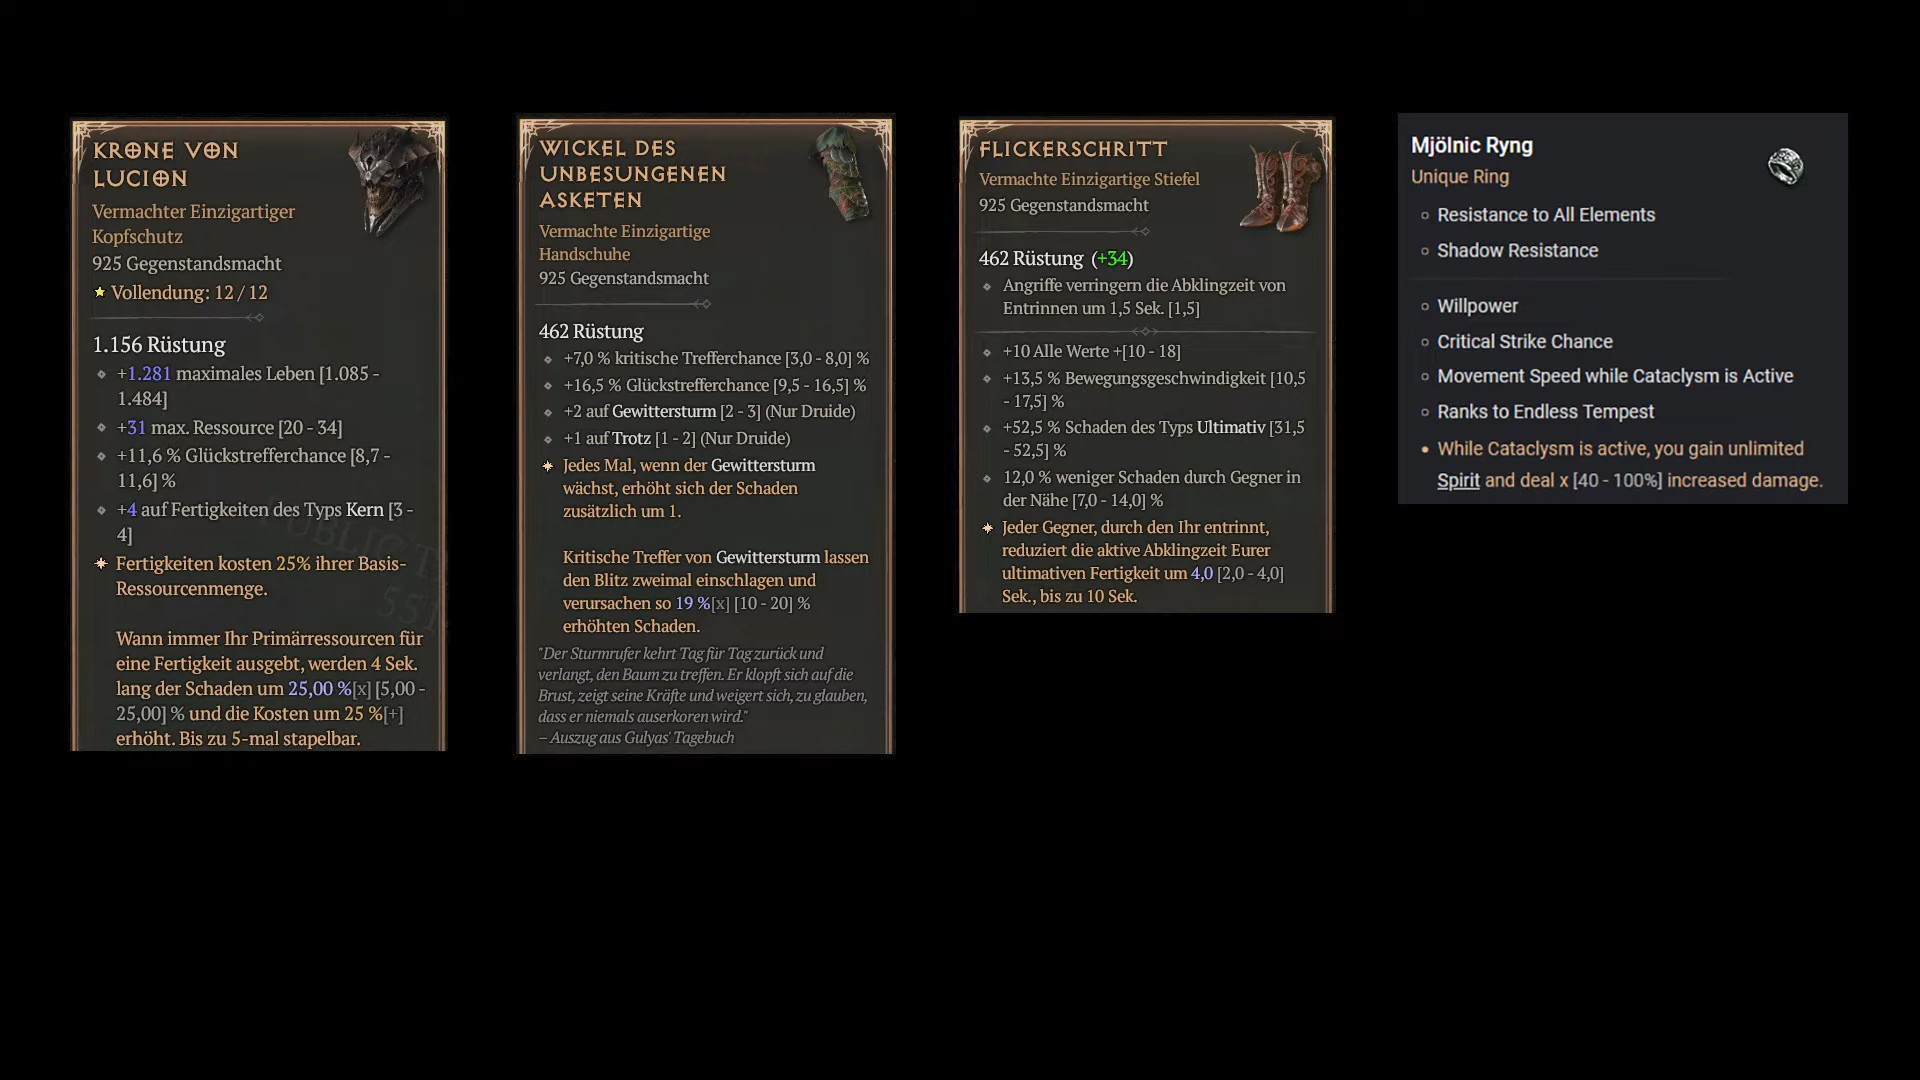 KRONE VON
LUCION
Vermachter Einzigartiger
Kopfschutz
925 Gegenstandsmacht
Vollendung: 12 / 12
1.156 Rüstung
+1.281 maximales Leben [1.085 -
1.484]
+31 max. Ressource [20 - 34]
+11,6 % Glückstrefferchance [8,7 -
11,6] %
+4 auf Fertigkeiten des Typs Kern [3 -
4]
Fertigkeiten kosten 25% ihrer Basis-
Ressourcenmenge.
Wann immer Ihr Primärressourcen für
eine Fertigkeit ausgebt, werden 4 Sek.
lang der Schaden um 25,00 %[x] [5,00 -
25,00] % und die Kosten um 25 %[+]
erhöht. Bis zu 5-mal stapelbar.
WICKEL DES
UNBESUNGENEN
ASKETEN
Vermachte Einzigartige
Handschuhe
925 Gegenstandsmacht
462 Rüstung
+7,0 % kritische Trefferchance [3,0 - 8,0] %
+16,5 % Glückstrefferchance [9,5 - 16,5] %
+2 auf Gewittersturm [2 - 3] (Nur Druide)
+1 auf Trotz [1 - 2] (Nur Druide)
Jedes Mal, wenn der Gewittersturm
wächst, erhöht sich der Schaden
zusätzlich um 1.
Kritische Treffer von Gewittersturm lassen
den Blitz zweimal einschlagen und
verursachen so 19 %[x] [10 - 20] %
erhöhten Schaden.
"Der Sturmrufer kehrt Tag für Tag zurück und
verlangt, den Baum zu treffen. Er klopft sich auf die
Brust, zeigt seine Kräfte und weigert sich, zu glauben,
dass er niemals auserkoren wird."
– Auszug aus Gulyas' Tagebuch
FLICKERSCHRITT
Vermachte Einzigartige Stiefel
925 Gegenstandsmacht
462 Rüstung (+34)
Angriffe verringern die Abklingzeit von
Entrinnen um 1,5 Sek. [1,5]
+10 Alle Werte +[10 - 18]
+13,5 % Bewegungsgeschwindigkeit [10,5
- 17,5] %
+52,5 % Schaden des Typs Ultimativ [31,5
- 52,5] %
12,0 % weniger Schaden durch Gegner in
der Nähe [7,0 - 14,0] %
Jeder Gegner, durch den Ihr entrinnt,
reduziert die aktive Abklingzeit Eurer
ultimativen Fertigkeit um 4,0 [2,0 - 4,0]
Sek., bis zu 10 Sek.
Mjölnic Ryng
Unique Ring
Resistance to All Elements
Shadow Resistance
Willpower
Critical Strike Chance
Movement Speed while Cataclysm is Active
Ranks to Endless Tempest
While Cataclysm is active, you gain unlimited
Spirit and deal x [40 - 100%] increased damage.